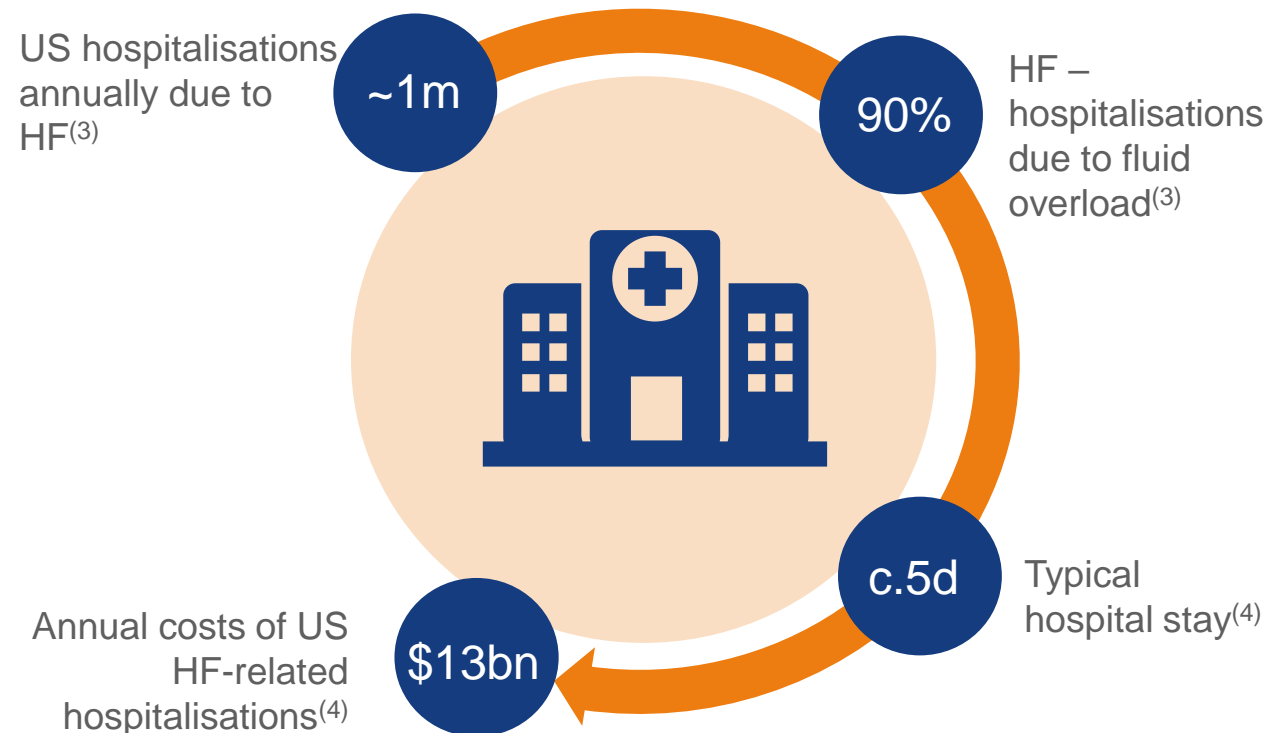 US hospitalisations
annually due to
HF(3)
~1m
90%
HF –
hospitalisations
due to fluid
overload(3)
c.5d
Typical
hospital stay(4)
Annual costs of US
HF-related
hospitalisations(4)
$13bn